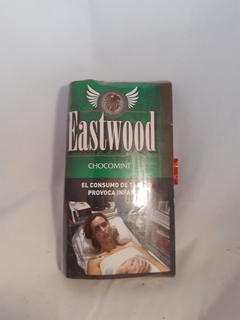 Eastwood
CHOCOMINT
EL CONSUMO DE
PROVOCA